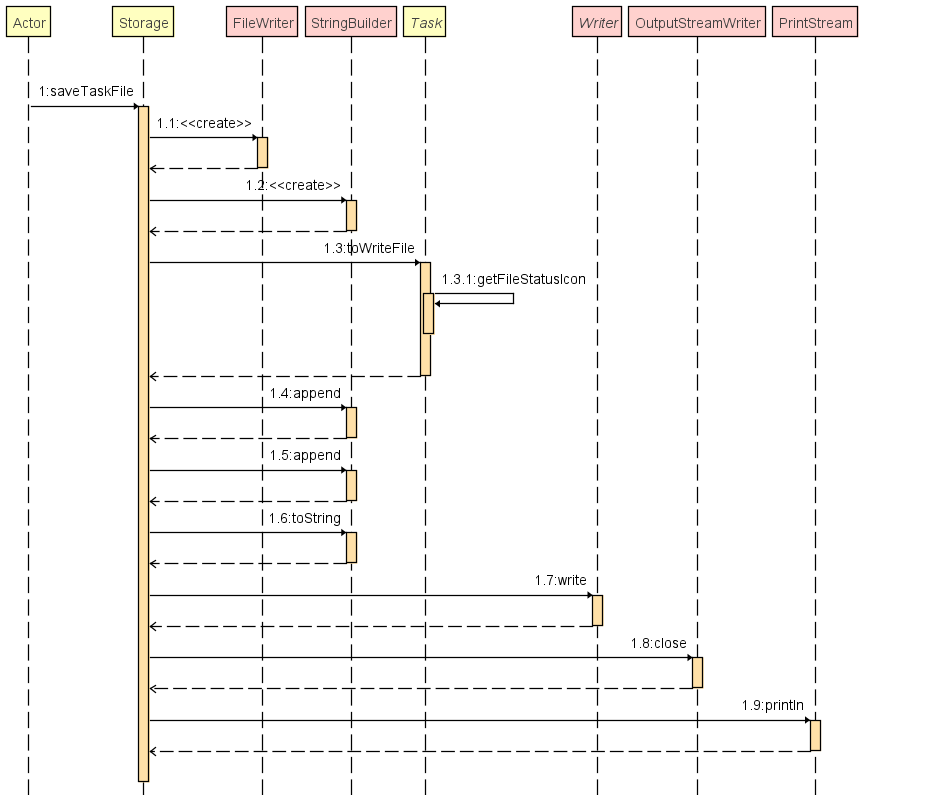 Actor Storage FileWriter StringBuilder Task Writer OutputStreamWriter PrintStream
1:saveTaskFile
1.1:<<create>>
1.2:<<create>>
1.3:toWriteFile
1.3.1:getFileStatusIcon
1.4:append
1.5:append
1.6:toString
1.7:write
1.8:close
1.9:println